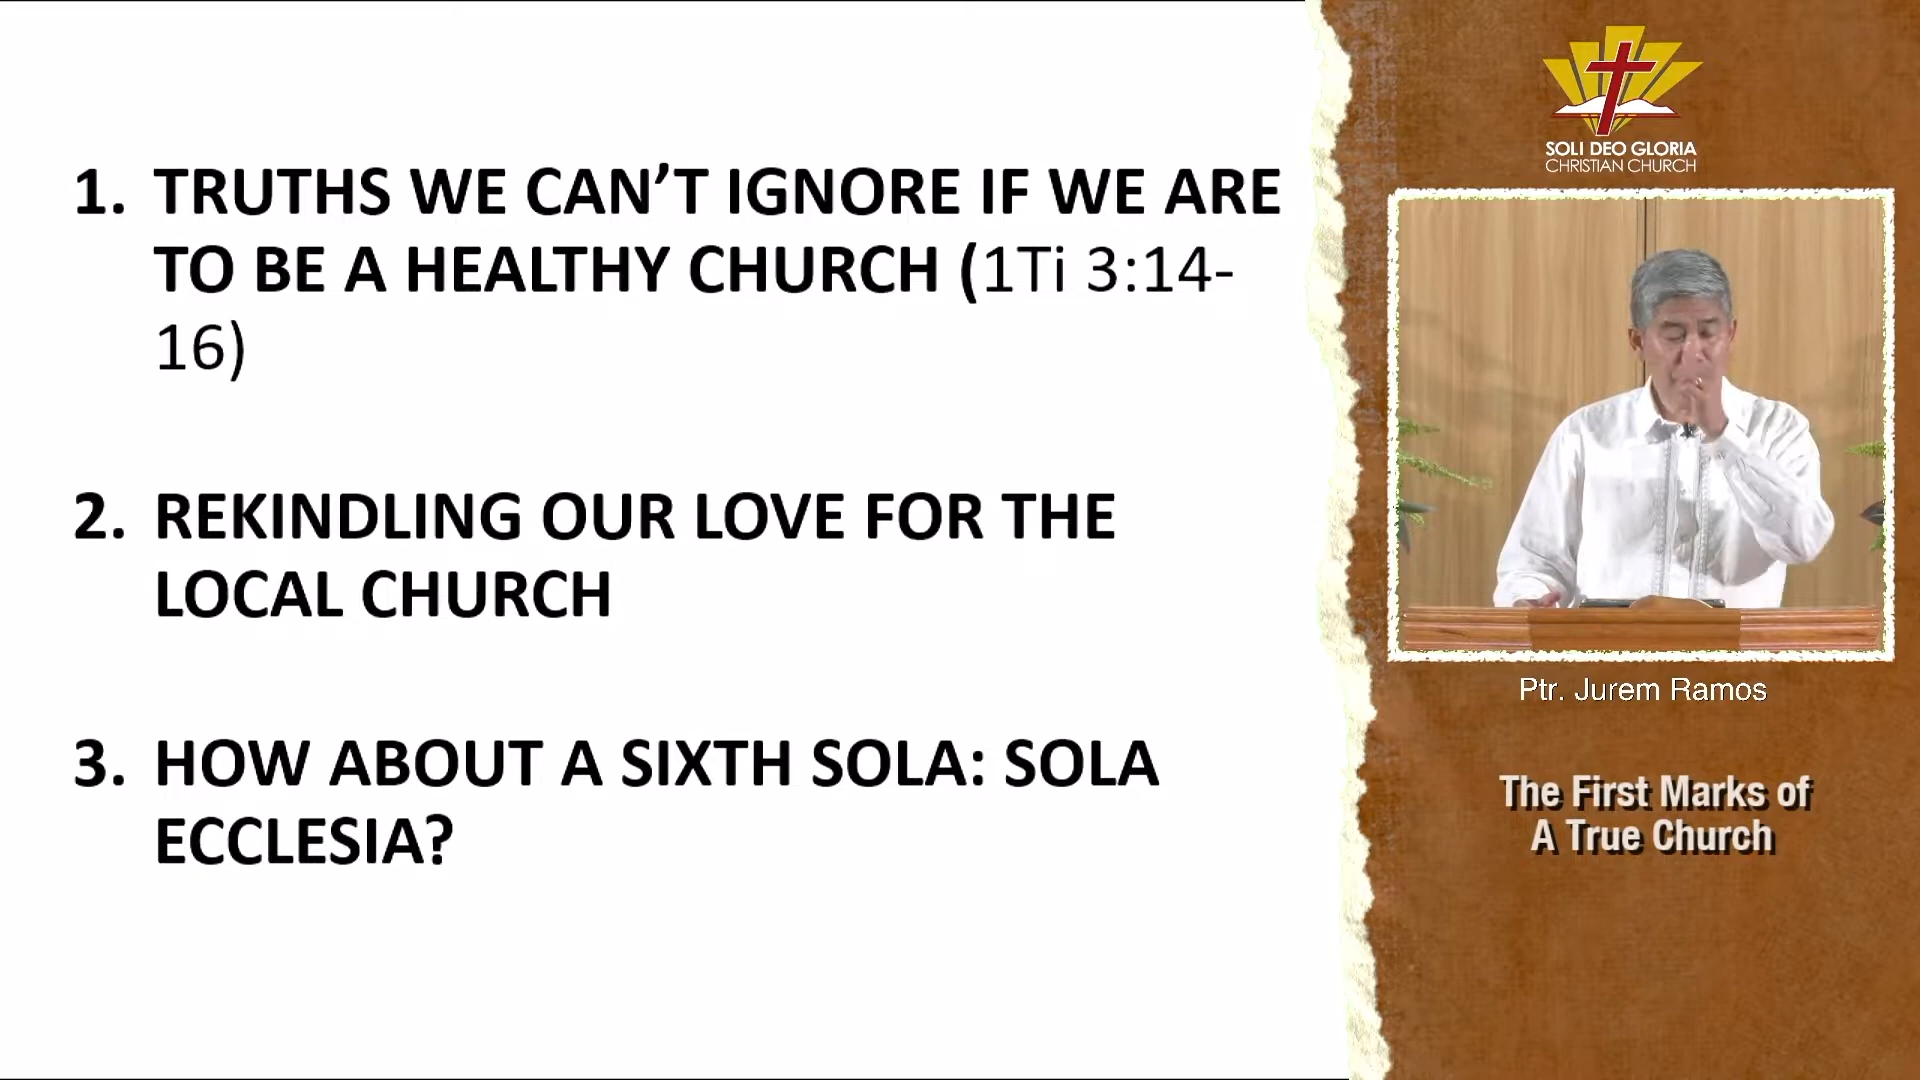 1. TRUTHS WE CAN’T IGNORE IF WE ARE
TO BE A HEALTHY CHURCH (1Ti 3:14-
16)
2. REKINDLING OUR LOVE FOR THE
LOCAL CHURCH
3. HOW ABOUT A SIXTH SOLA: SOLA
ECCLESIA?
SOLI DEO GLORIA
CHRISTIAN CHURCH
Ptr. Jurem Ramos
The First Marks of
A True Church